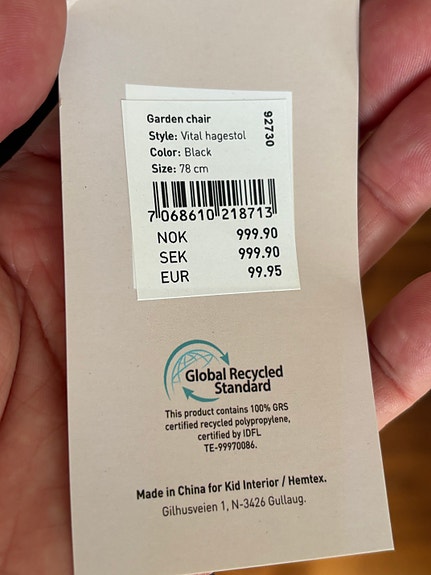 Garden chair
Style: Vital hagestol
Color: Black
Size: 78 cm
92730
7 068610 218713
NOK 999.90
SEK 999.90
EUR 99.95
Global Recycled
Standard
This product contains 100% GRS
certified recycled polypropylene,
certified by IDFL
TE-99970086.
Made in China for Kid Interior / Hemtex.
Gilhusveien 1, N-3426 Gullaug.